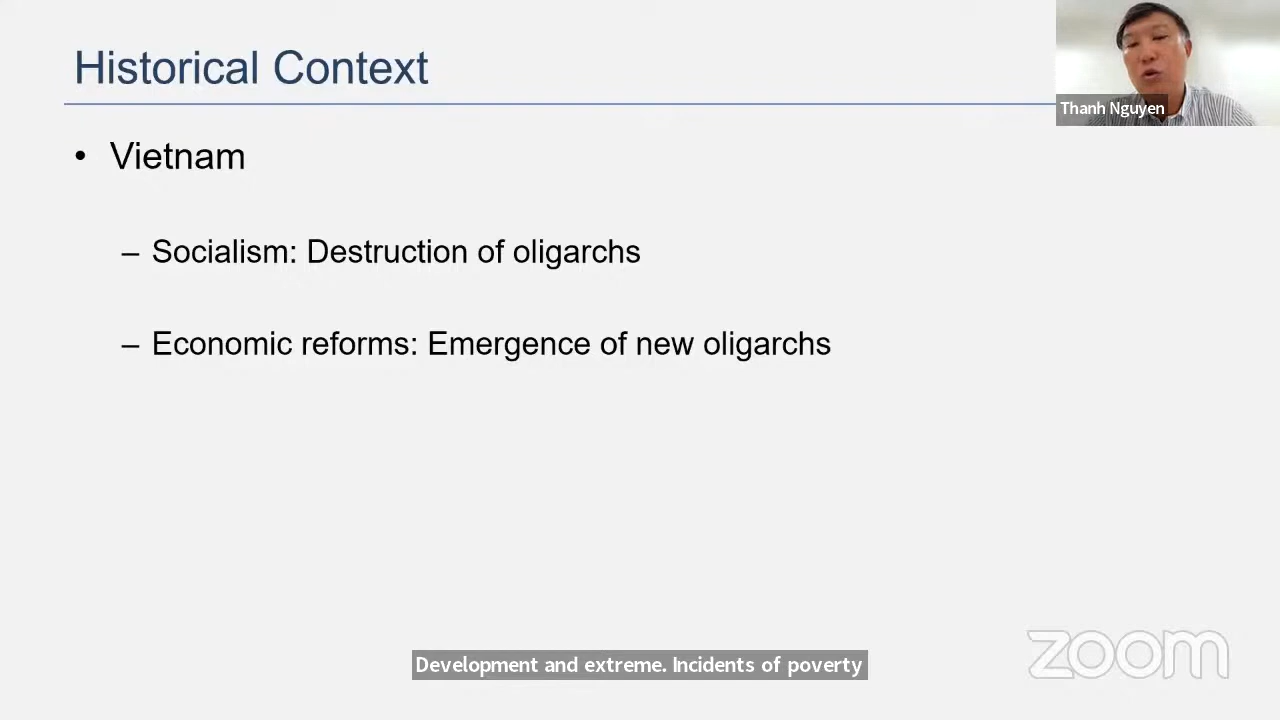 Historical Context
Thanh Nguyen
• Vietnam
– Socialism: Destruction of oligarchs
– Economic reforms: Emergence of new oligarchs
Development and extreme. Incidents of poverty
zoom